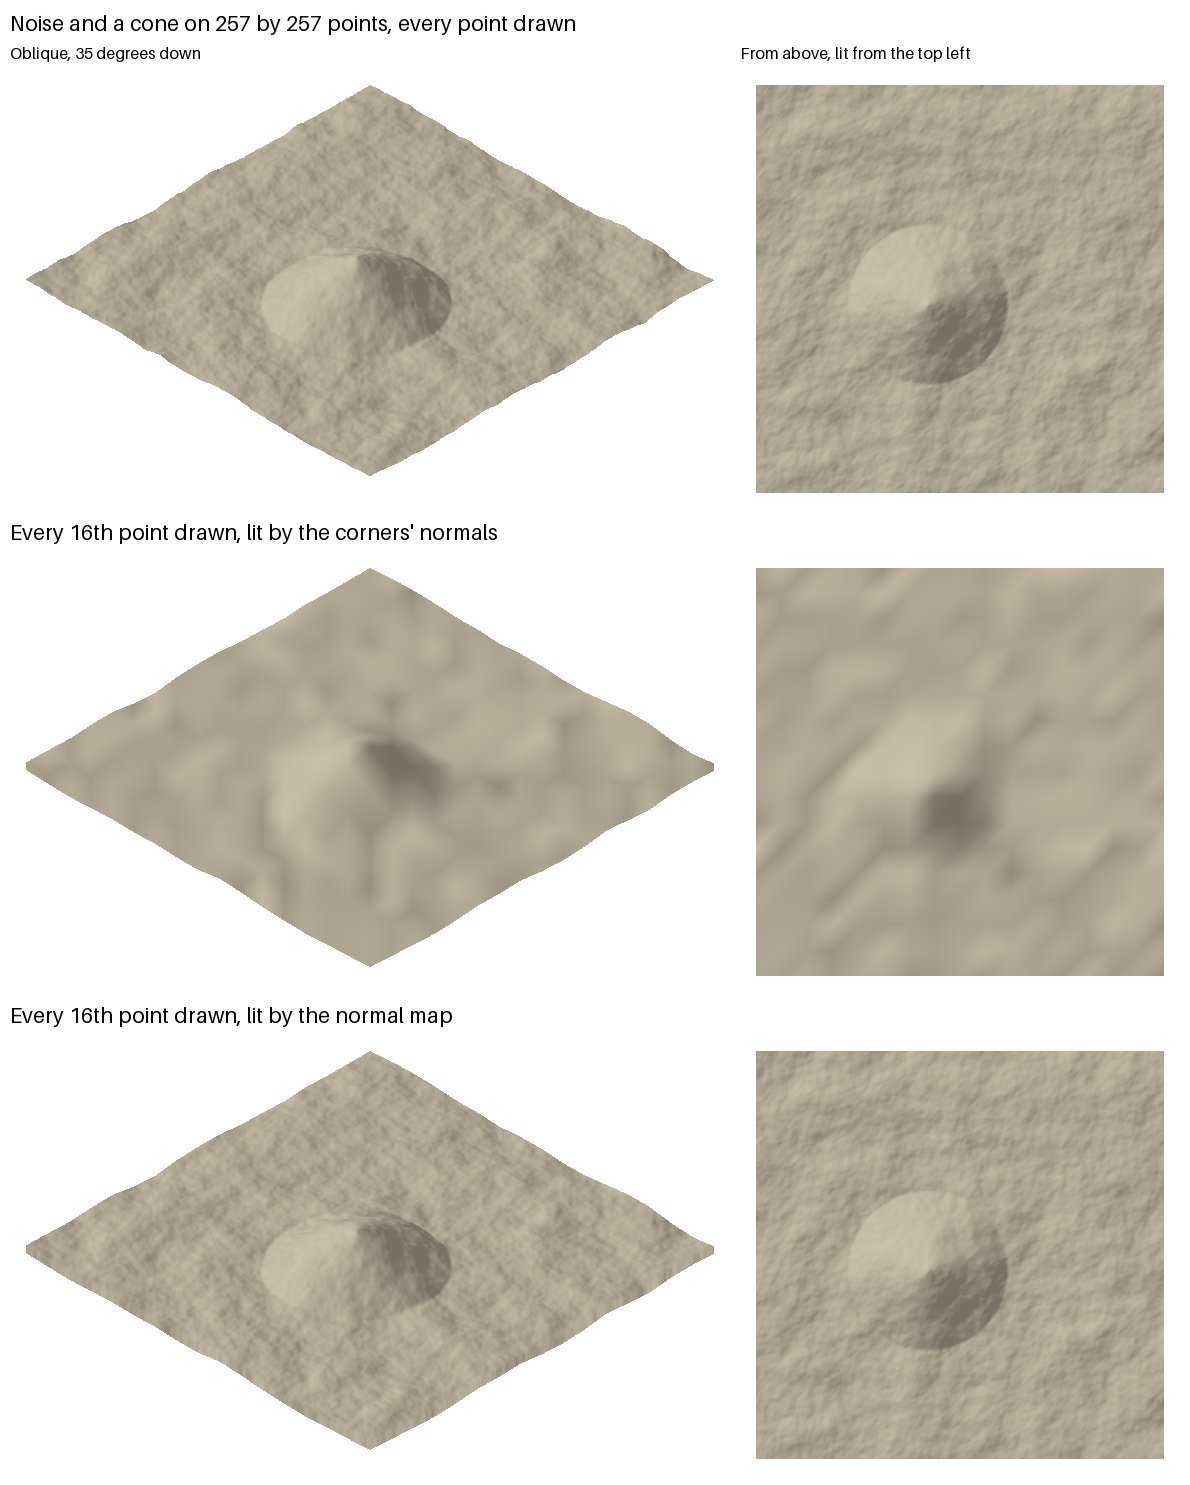 Noise and a cone on 257 by 257 points, every point drawn
Oblique, 35 degrees down
From above, lit from the top left
Every 16th point drawn, lit by the corners' normals
Every 16th point drawn, lit by the normal map